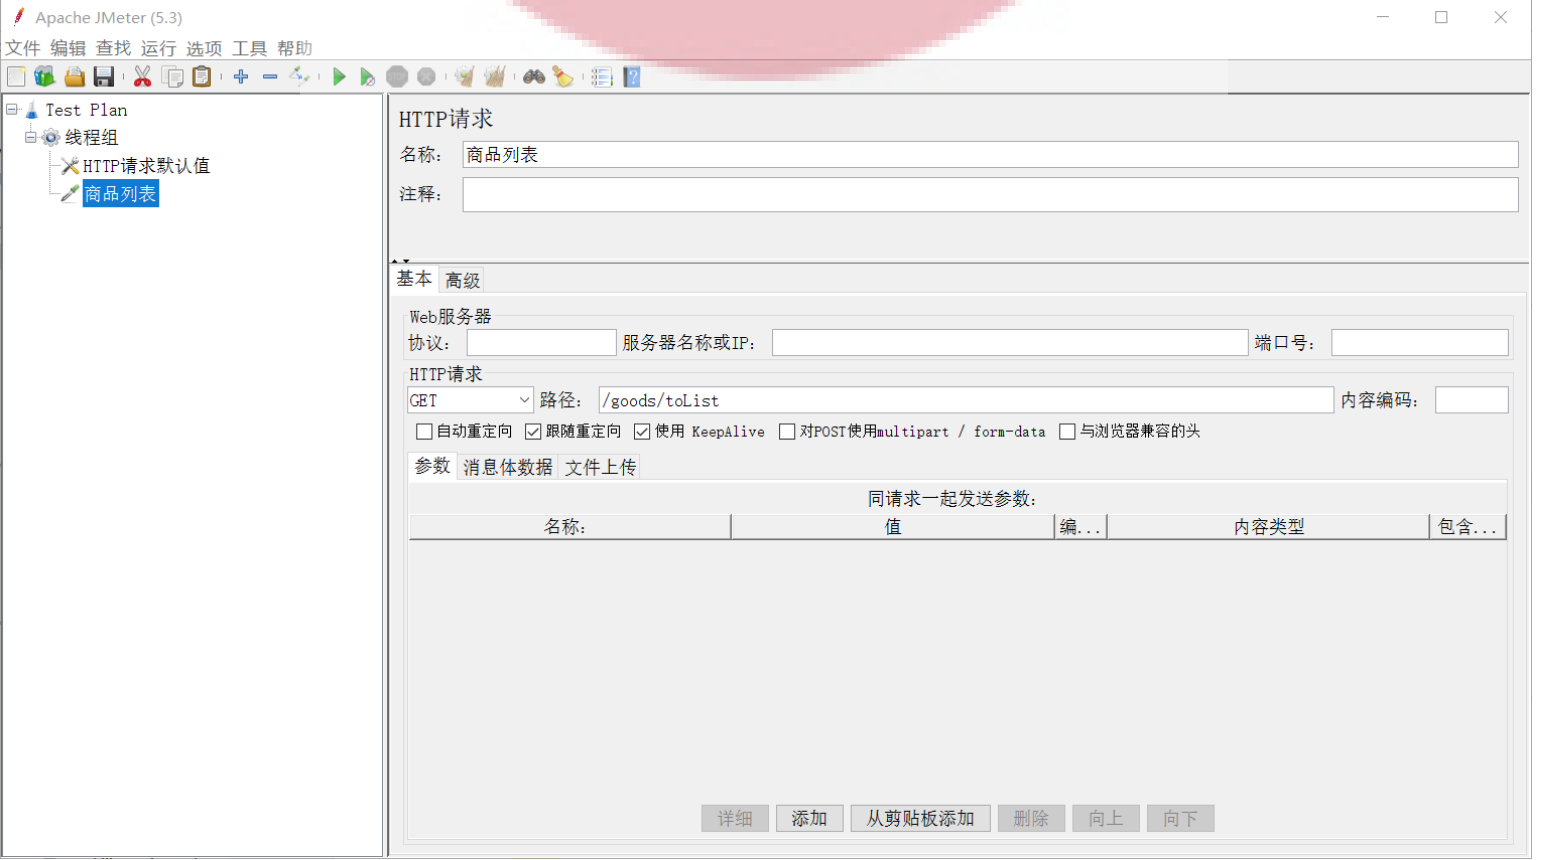 Apache JMeter (5.3)
文件 编辑 查找 运行 选项 工具 帮助
Test Plan
线程组
HTTP请求默认值
商品列表
HTTP请求
名称： 商品列表
注释：
基本 高级
Web服务器
协议： 服务器名称或IP： 端口号：
HTTP请求
GET 路径： /goods/toList 内容编码：
自动重定向 跟随重定向 使用 KeepAlive 对POST使用multipart / form-data 与浏览器兼容的头
参数 消息体数据 文件上传
同请求一起发送参数：
名称： 值 编... 内容类型 包含...
详细 添加 从剪贴板添加 删除 向上 向下